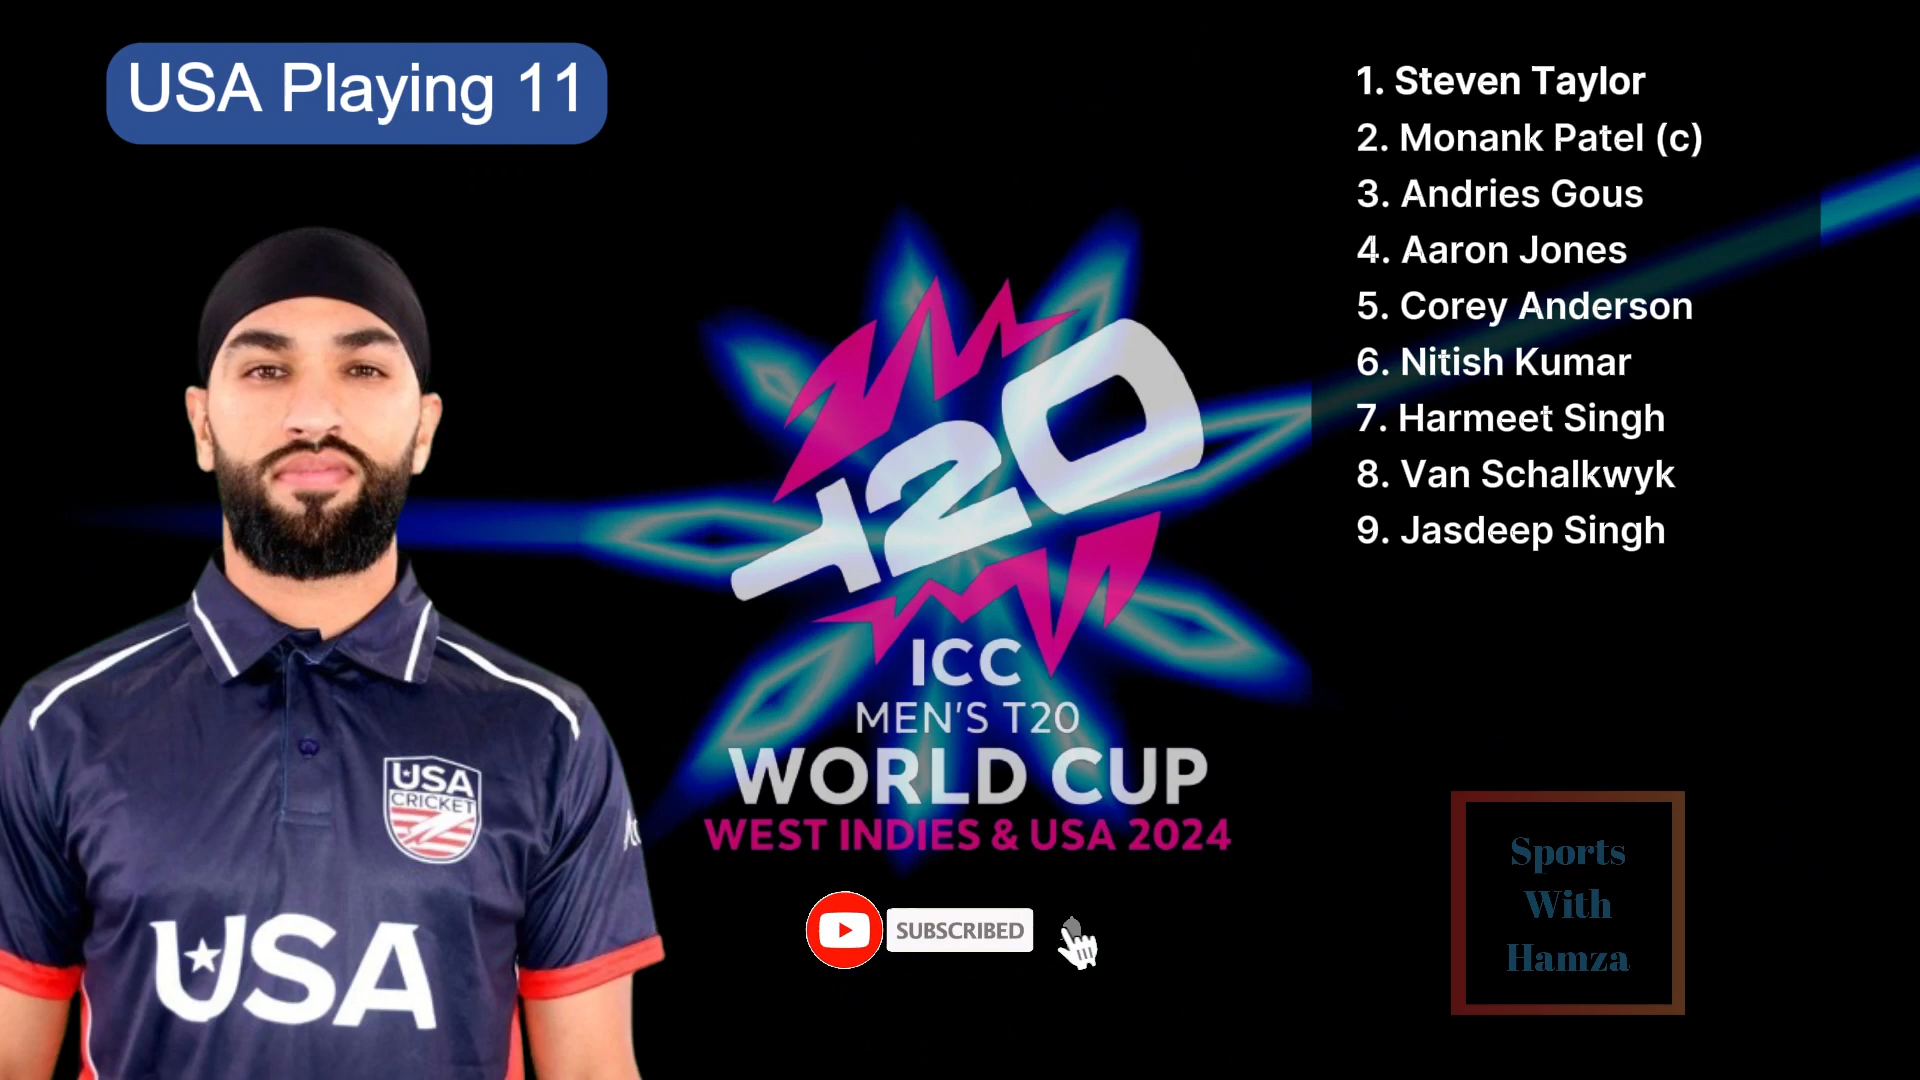 USA Playing 11
1. Steven Taylor
2. Monank Patel (c)
3. Andries Gous
4. Aaron Jones
5. Corey Anderson
6. Nitish Kumar
7. Harmeet Singh
8. Van Schalkwyk
9. Jasdeep Singh
T20
ICC
MEN'S T20
WORLD CUP
WEST INDIES & USA 2024
USA
CRICKET
USA
SUBSCRIBED
Sports
With
Hamza